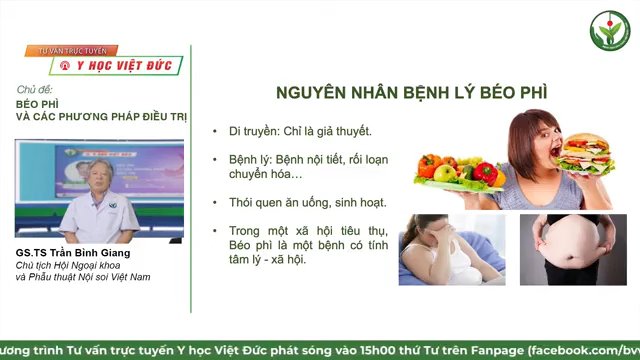 TƯ VẤN TRỰC TUYẾN
Y HỌC VIỆT ĐỨC
Chủ đề:
BÉO PHÌ
VÀ CÁC PHƯƠNG PHÁP ĐIỀU TRỊ
GS.TS Trần Bình Giang
Chủ tịch Hội Ngoại khoa
và Phẫu thuật Nội soi Việt Nam
NGUYÊN NHÂN BỆNH LÝ BÉO PHÌ
• Di truyền: Chỉ là giả thuyết.
• Bệnh lý: Bệnh nội tiết, rối loạn
chuyển hóa…
• Thói quen ăn uống, sinh hoạt.
• Trong một xã hội tiêu thụ,
Béo phì là một bệnh có tính
tâm lý - xã hội.
ương trình Tư vấn trực tuyến Y học Việt Đức phát sóng vào 15h00 thứ Tư trên Fanpage (facebook.com/bv